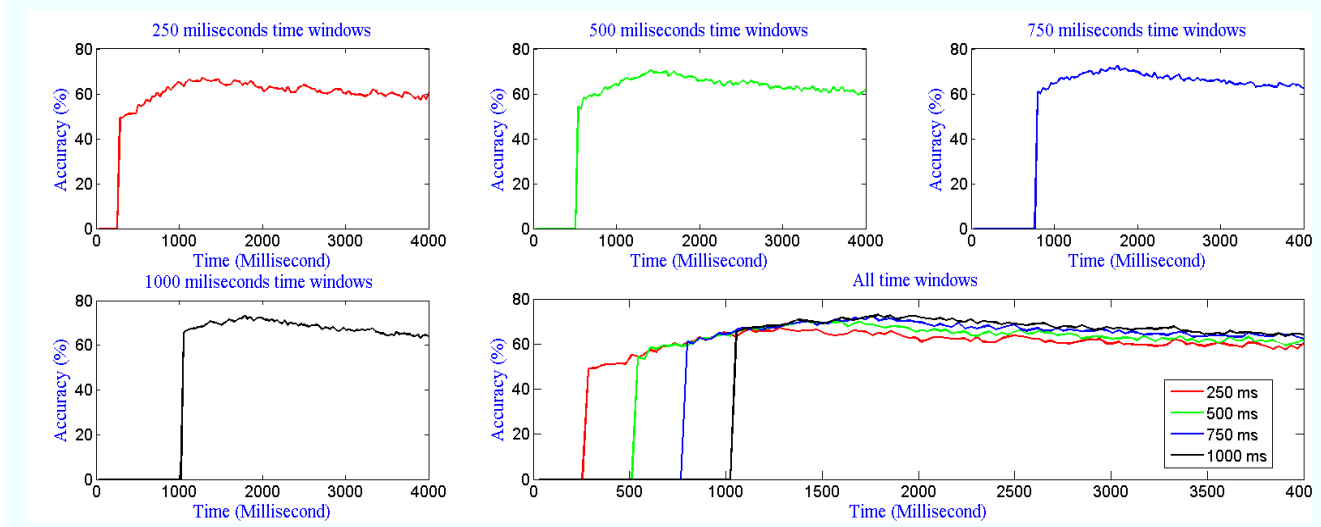 250 miliseconds time windows
500 miliseconds time windows
750 miliseconds time windows
80
60
40
20
0
Accuracy (%)
0 1000 2000 3000 4000
Time (Millisecond)
80
60
40
20
0
Accuracy (%)
0 1000 2000 3000 4000
Time (Millisecond)
80
60
40
20
0
Accuracy (%)
0 1000 2000 3000 400
Time (Millisecond)
1000 miliseconds time windows
All time windows
80
60
40
20
0
Accuracy (%)
0 1000 2000 3000 4000
Time (Millisecond)
80
60
40
20
0
Accuracy (%)
0 500 1000 1500 2000 2500 3000 3500 400
Time (Millisecond)
250 ms
500 ms
750 ms
1000 ms